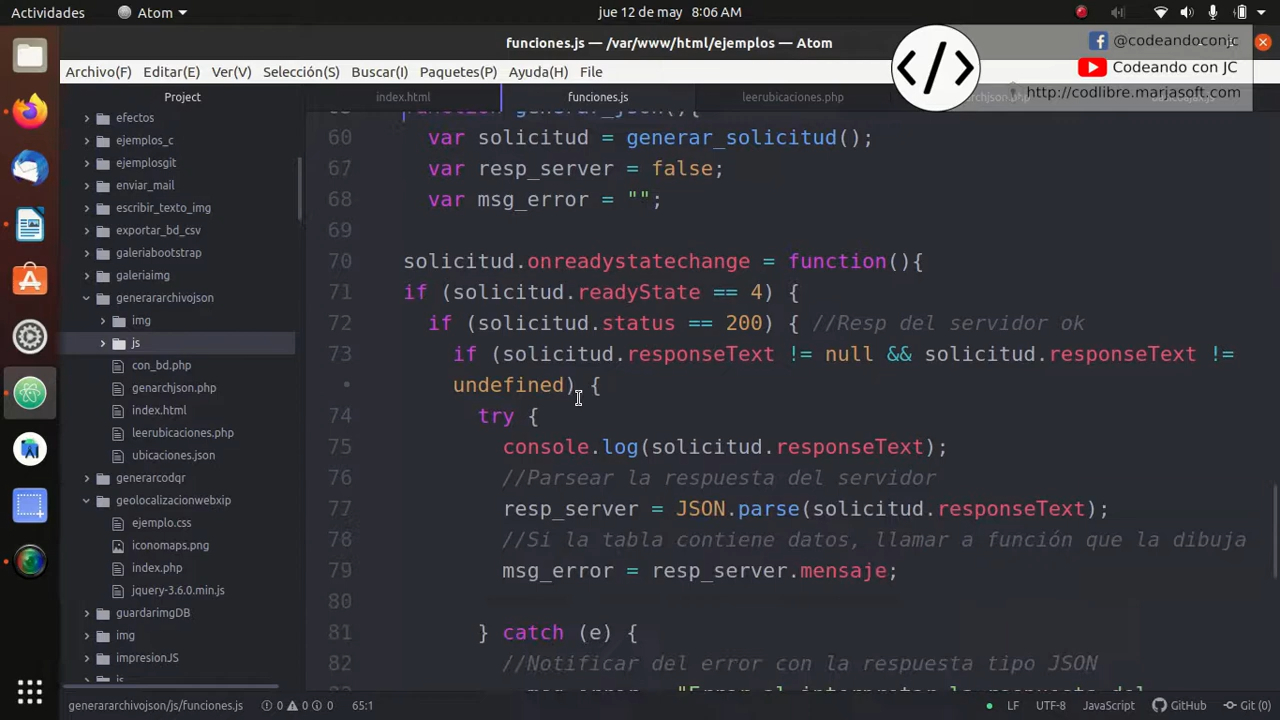 Actividades
Atom
jue 12 de may 8:06 AM
funciones.js — /var/www/html/ejemplos — Atom
@codeandoconjc
Codeando con JC
http://codlibre.marjasoft.com
Archivo(F) Editar(E) Ver(V) Selección(S) Buscar(I) Paquetes(P) Ayuda(H) File
Project
index.html
funciones.js
leerubicaciones.php
efectos
ejemplos_c
ejemplosgit
enviar_mail
escribir_texto_img
exportar_bd_csv
galeriabootstrap
galeriaimg
generararchivojson
img
js
con_bd.php
genarchjson.php
index.html
leerubicaciones.php
ubicaciones.json
generarcodqr
geolocalizacionwebxip
ejemplo.css
iconomaps.png
index.php
jquery-3.6.0.min.js
guardarimgDB
img
impresionJS
function generar_json(){
var solicitud = generar_solicitud();
67 var resp_server = false;
68 var msg_error = "";
69
70 solicitud.onreadystatechange = function(){
71 if (solicitud.readyState == 4) {
72 if (solicitud.status == 200) { //Resp del servidor ok
73 if (solicitud.responseText != null && solicitud.responseText !=
• undefined) {
74 try {
75 console.log(solicitud.responseText);
76 //Parsear la respuesta del servidor
77 resp_server = JSON.parse(solicitud.responseText);
78 //Si la tabla contiene datos, llamar a función que la dibuja
79 msg_error = resp_server.mensaje;
80
81 } catch (e) {
82 //Notificar del error con la respuesta tipo JSON
msg_error = "Error al interpretar la respuesta del
generararchivojson/js/funciones.js 0 0 0 65:1
LF UTF-8 JavaScript GitHub Git (0)